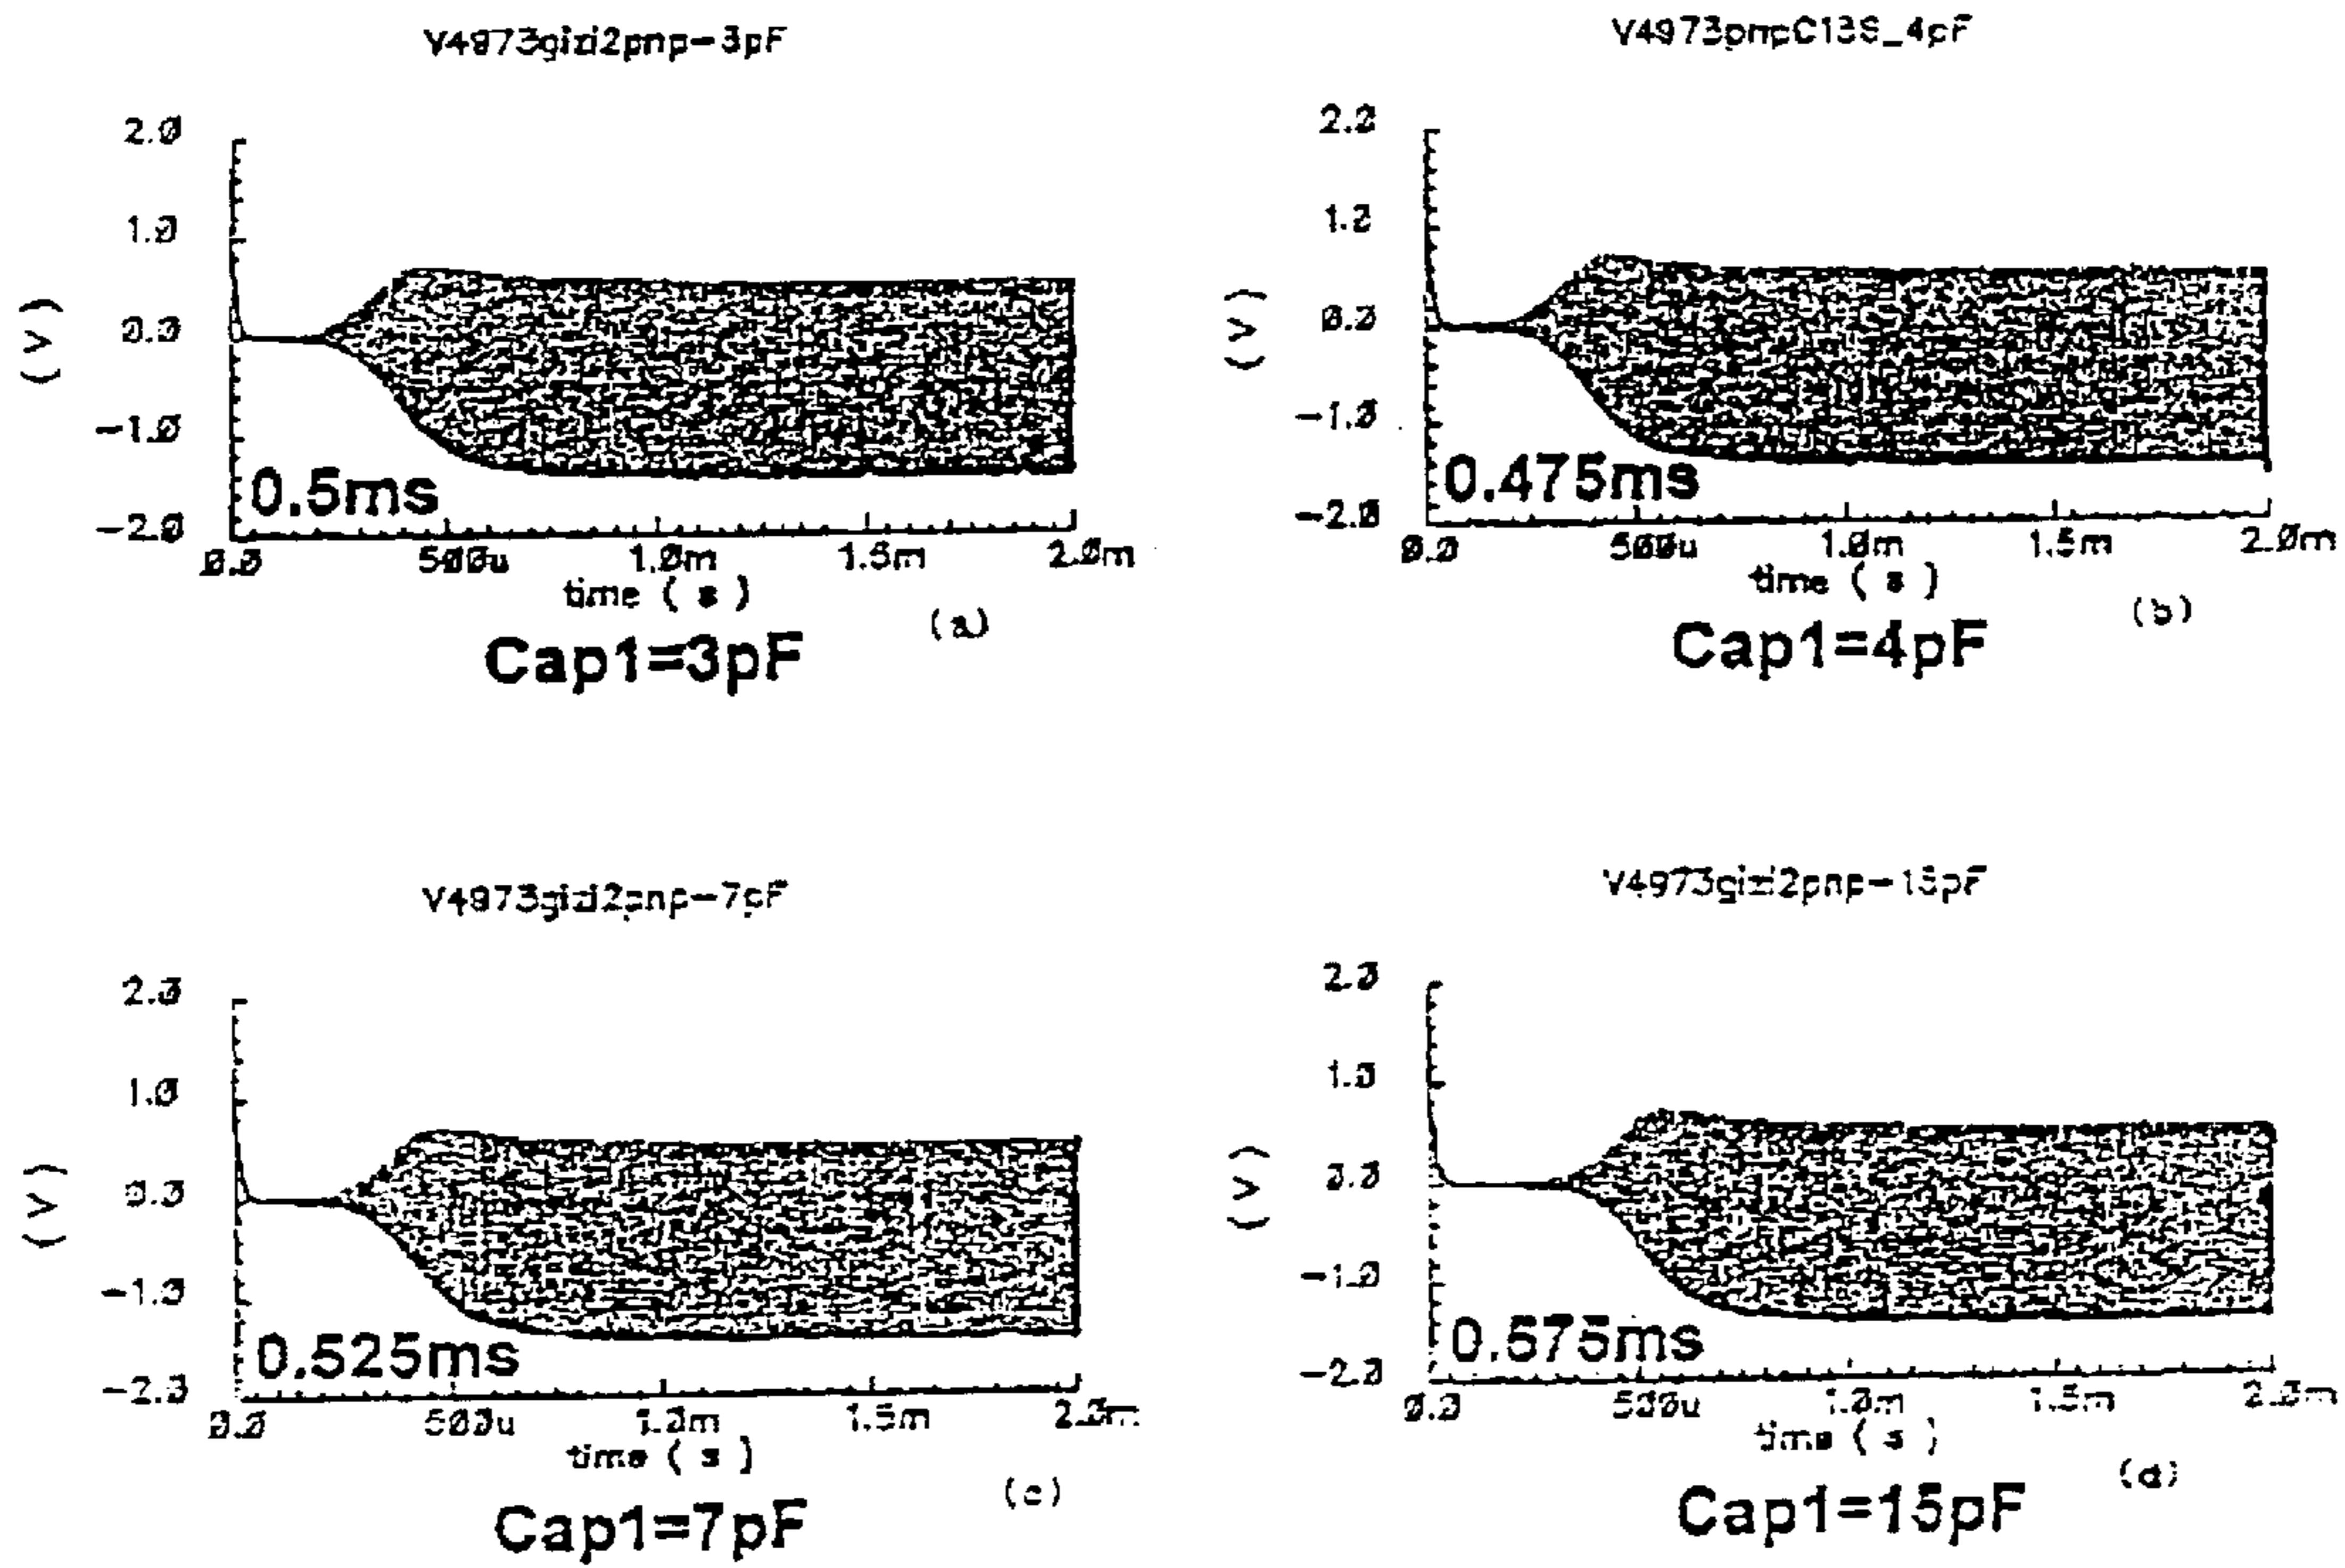 V4973gizi2pnp-3pF
2.0
1.0
0.0
-1.0
-2.0
(V)
0.5ms
0.0 500u 1.0m 1.5m 2.0m
time ( s )
(a)
Cap1=3pF
V4973pnpC13S_4pF
2.0
1.0
0.0
-1.0
-2.0
(V)
0.475ms
0.0 500u 1.0m 1.5m 2.0m
time ( s )
(b)
Cap1=4pF
V4973gizi2pnp-7pF
2.0
1.0
0.0
-1.0
-2.0
(V)
0.525ms
0.0 500u 1.0m 1.5m 2.0m
time ( s )
(c)
Cap1=7pF
V4973gizi2pnp-15pF
2.0
1.0
0.0
-1.0
-2.0
(V)
0.575ms
0.0 500u 1.0m 1.5m 2.0m
time ( s )
(d)
Cap1=15pF